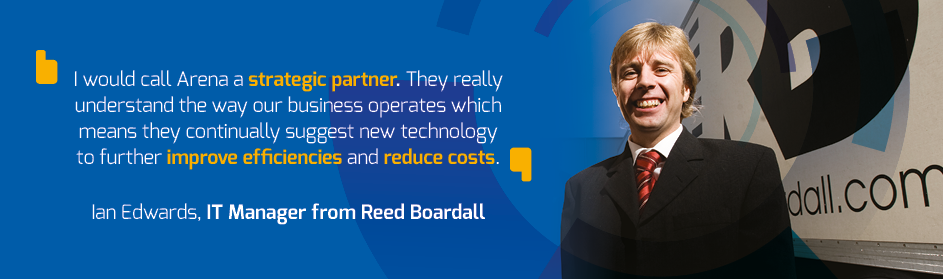 I would call Arena a strategic partner. They really
understand the way our business operates which
means they continually suggest new technology
to further improve efficiencies and reduce costs.
Ian Edwards, IT Manager from Reed Boardall
RD
dall.com